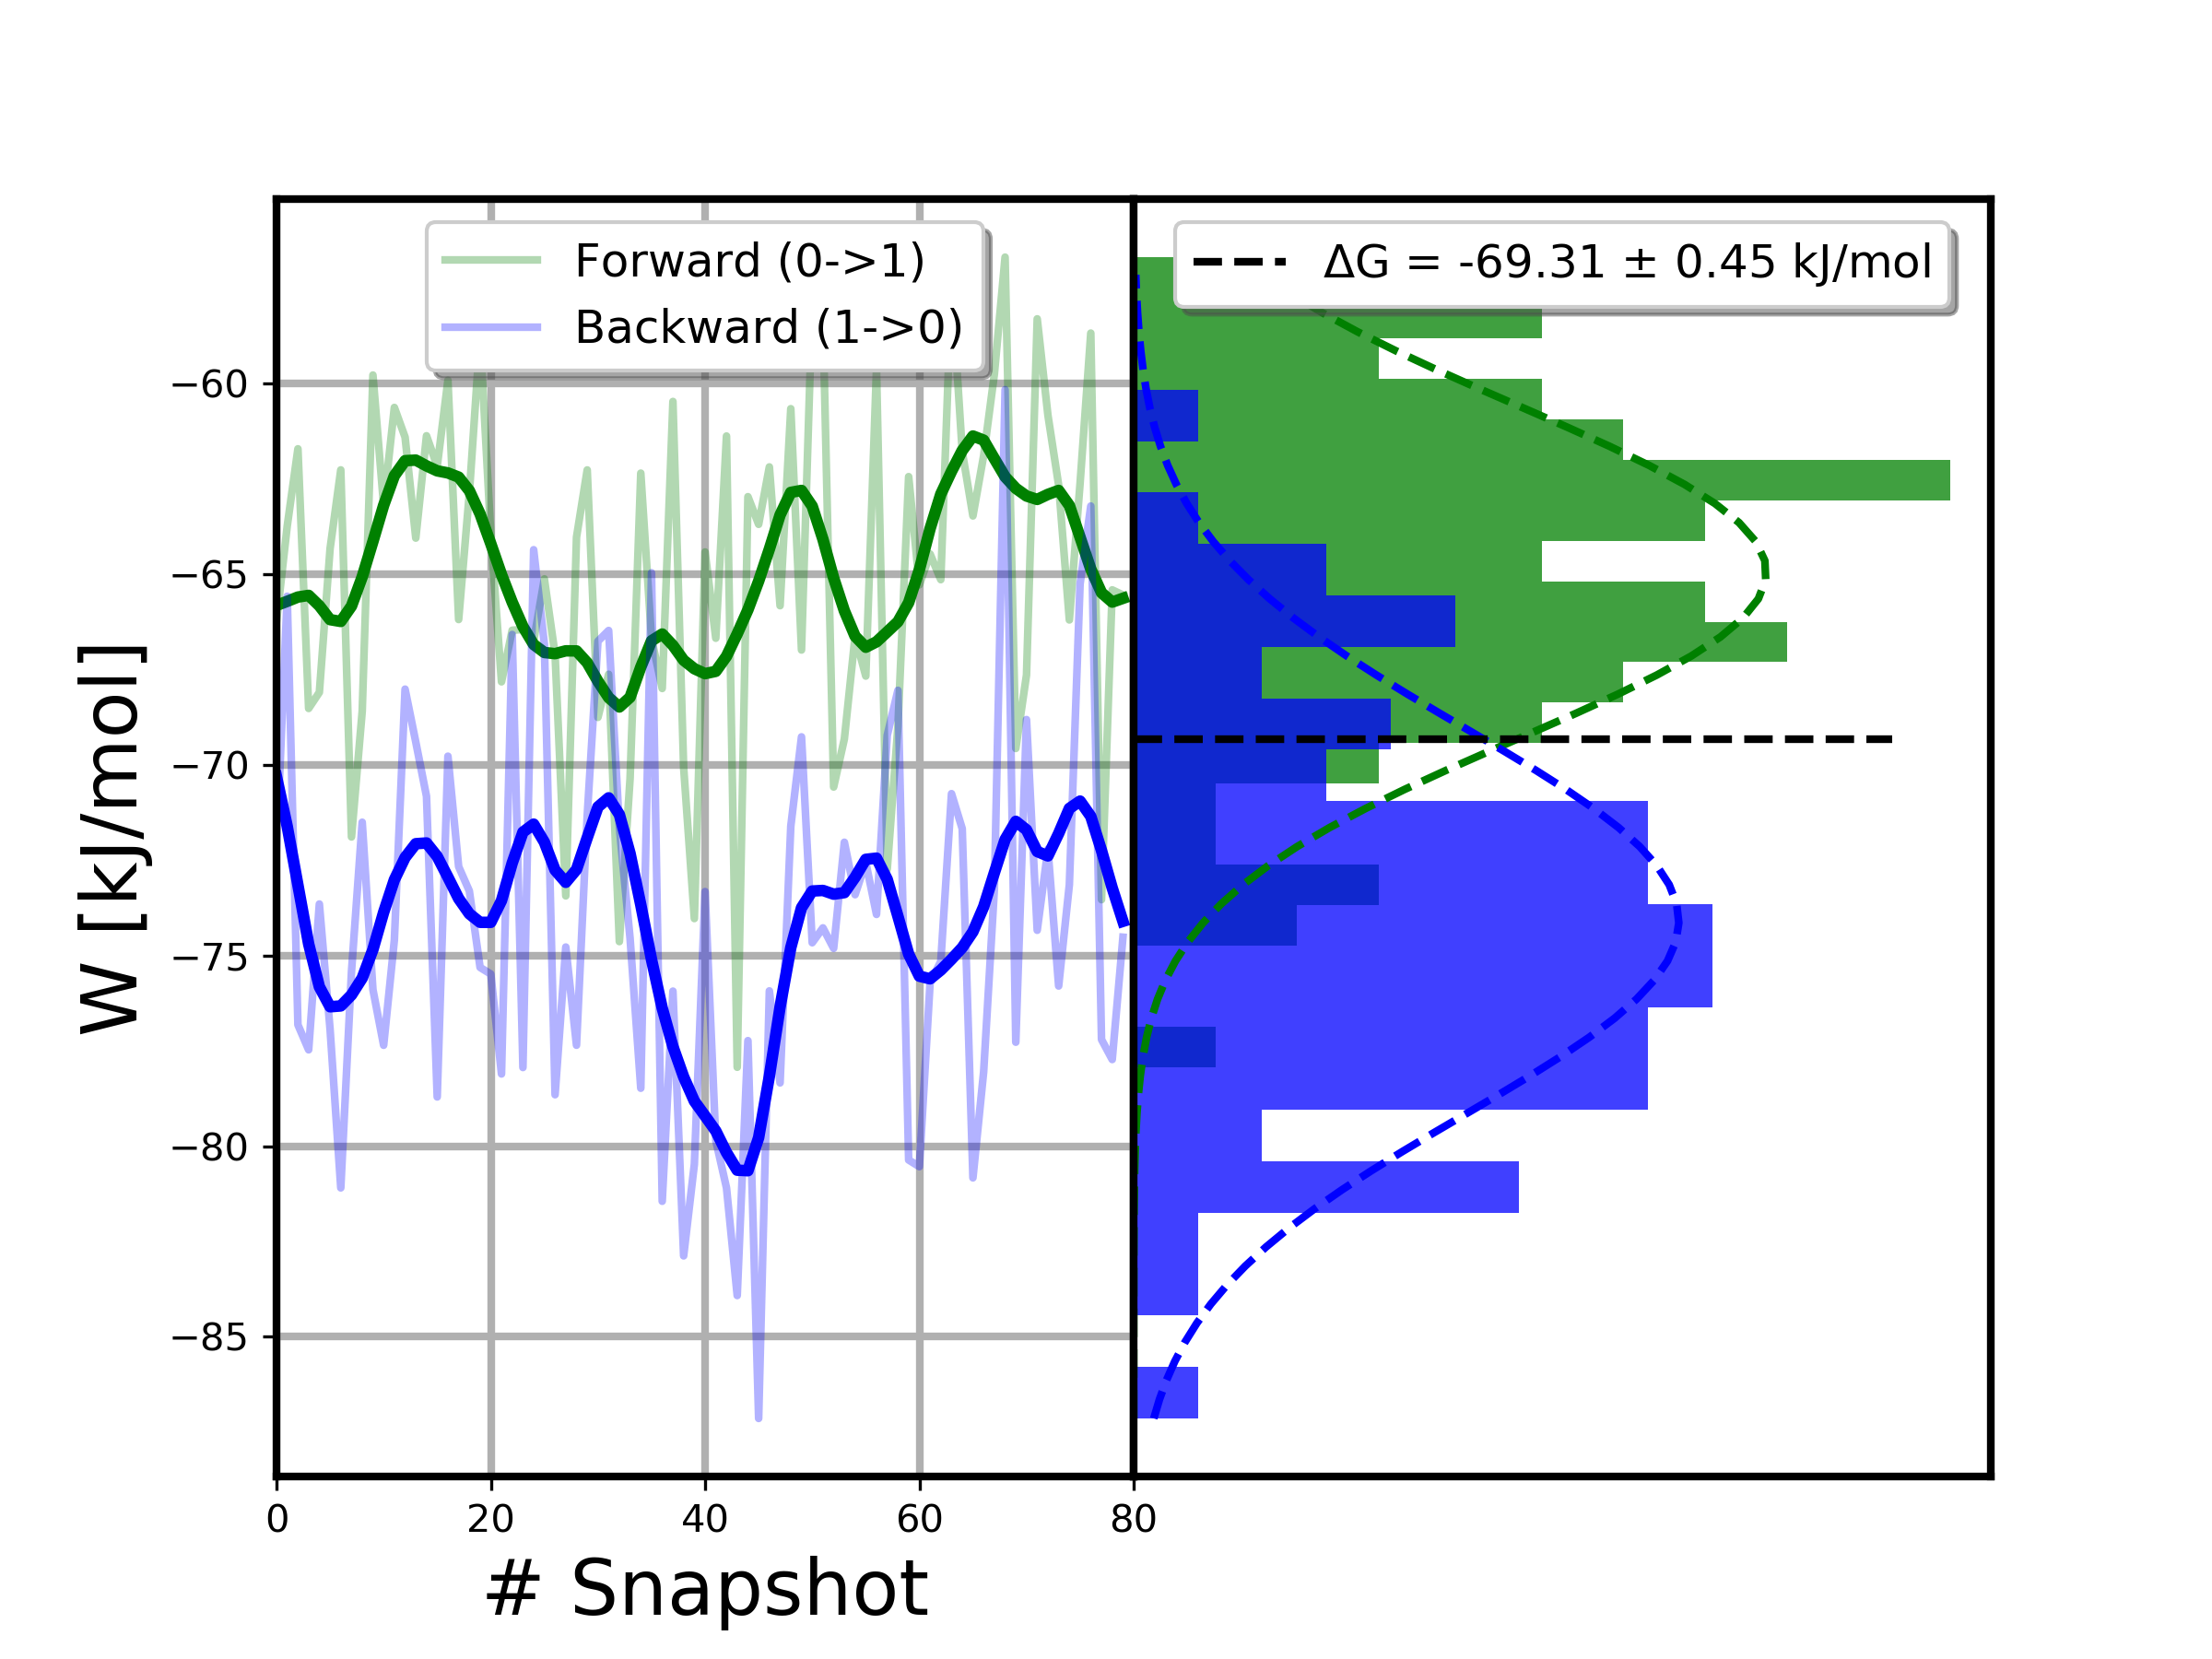 Forward (0->1)
Backward (1->0)
ΔG = -69.31 ± 0.45 kJ/mol
W [kJ/mol]
−60
−65
−70
−75
−80
−85
0 20 40 60 80
# Snapshot